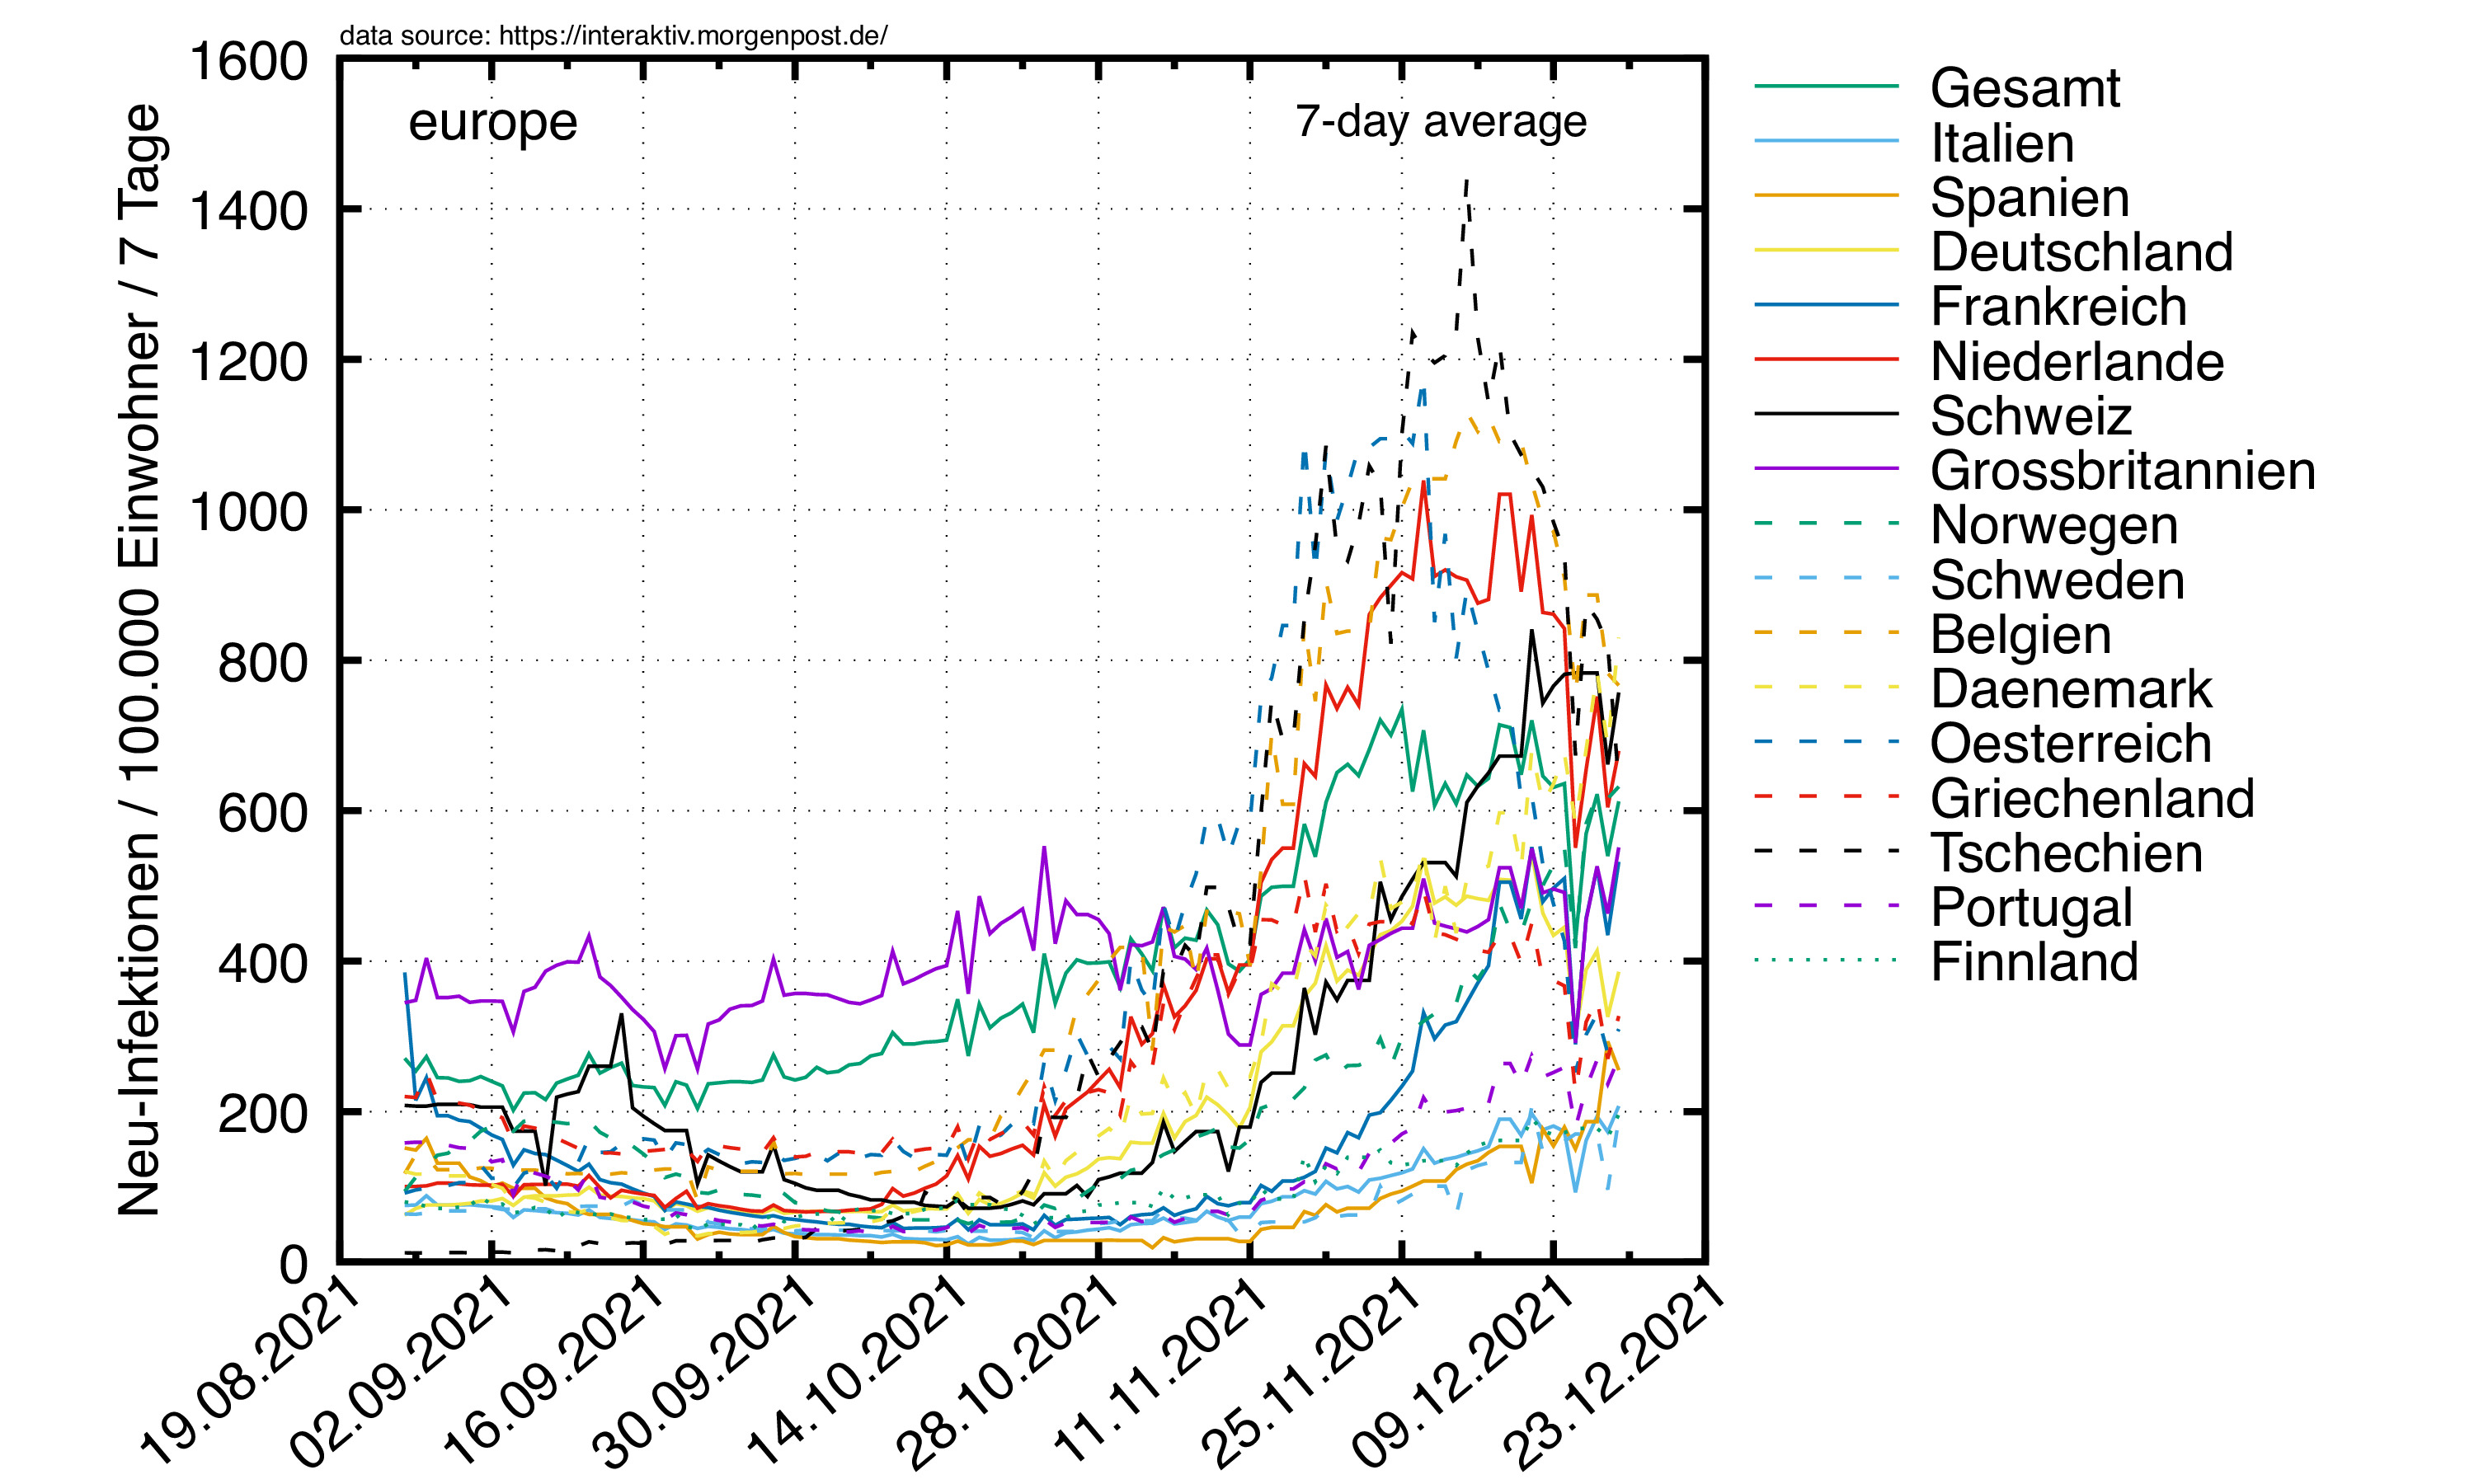 data source: https://interaktiv.morgenpost.de/
europe
7-day average
Neu-Infektionen / 100.000 Einwohner / 7 Tage
1600
1400
1200
1000
800
600
400
200
0
19.08.2021
02.09.2021
16.09.2021
30.09.2021
14.10.2021
28.10.2021
11.11.2021
25.11.2021
09.12.2021
23.12.2021
Gesamt
Italien
Spanien
Deutschland
Frankreich
Niederlande
Schweiz
Grossbritannien
Norwegen
Schweden
Belgien
Daenemark
Oesterreich
Griechenland
Tschechien
Portugal
Finnland